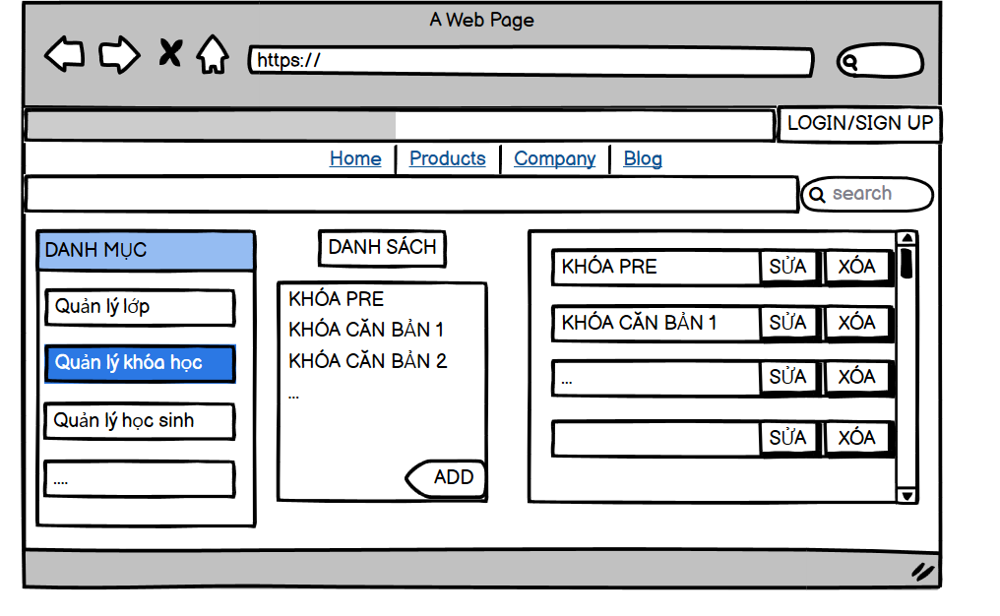 A Web Page
https://
LOGIN/SIGN UP
Home
Products
Company
Blog
search
DANH MỤC
Quản lý lớp
Quản lý khóa học
Quản lý học sinh
....
DANH SÁCH
KHÓA PRE
KHÓA CĂN BẢN 1
KHÓA CĂN BẢN 2
...
ADD
KHÓA PRE SỬA XÓA
KHÓA CĂN BẢN 1 SỬA XÓA
... SỬA XÓA
SỬA XÓA